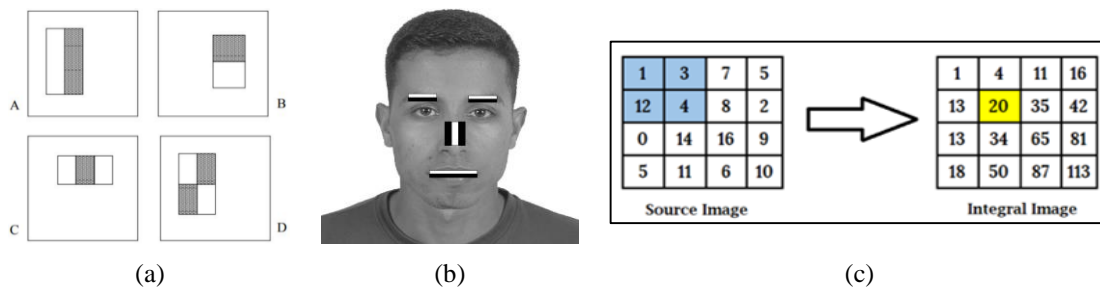 A
B
C
D
1 3 7 5
12 4 8 2
0 14 16 9
5 11 6 10
Source Image
1 4 11 16
13 20 35 42
13 34 65 81
18 50 87 113
Integral Image
(a)
(b)
(c)